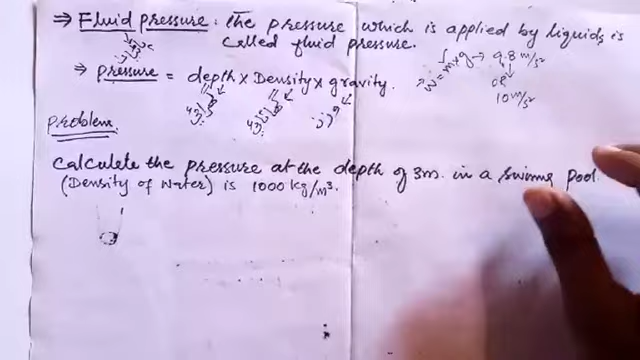 ⇒ Fluid pressure: The pressure which is applied by liquids is
called fluid pressure.
⇒ pressure = depth x Density x gravity.
→ W = m x g → 9.8 m/s²
OR
10 m/s²
Problem.
Calculate the pressure at the depth of 3m. in a swimming pool.
(Density of water) is 1000 kg/m³.